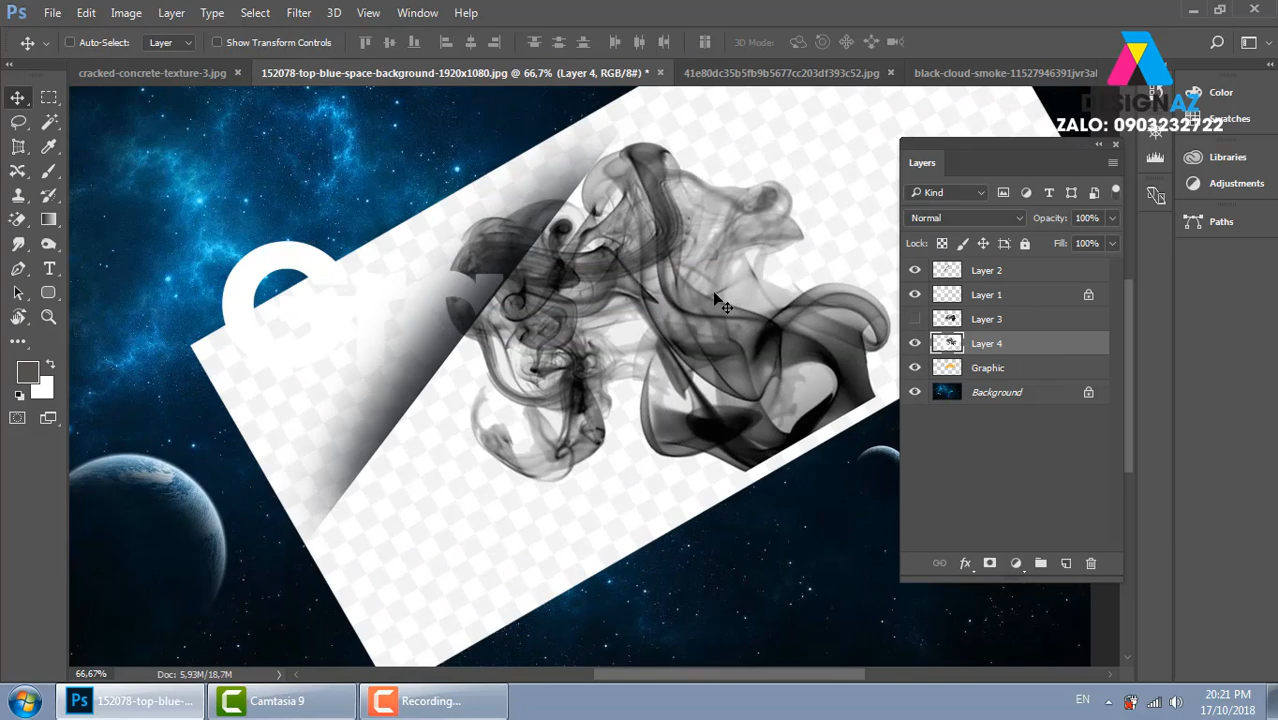 Ps File Edit Image Layer Type Select Filter 3D View Window Help
Auto-Select: Layer Show Transform Controls 3D Mode:
cracked-concrete-texture-3.jpg × 152078-top-blue-space-background-1920x1080.jpg @ 66,7% (Layer 4, RGB/8#) * × 41e80dc35b5fb9b5677cc203df393c52.jpg × black-cloud-smoke-11527946391jvr3al
DESIGNAZ
ZALO: 0903232722
Color
Swatches
Libraries
Adjustments
Paths
Layers
Kind
Normal Opacity: 100%
Lock: Fill: 100%
Layer 2
Layer 1
Layer 3
Layer 4
Graphic
Background
fx
66,67% Doc: 5,93M/18,7M
Ps 152078-top-blue-... Camtasia 9 Recording...
EN 20:21 PM
17/10/2018